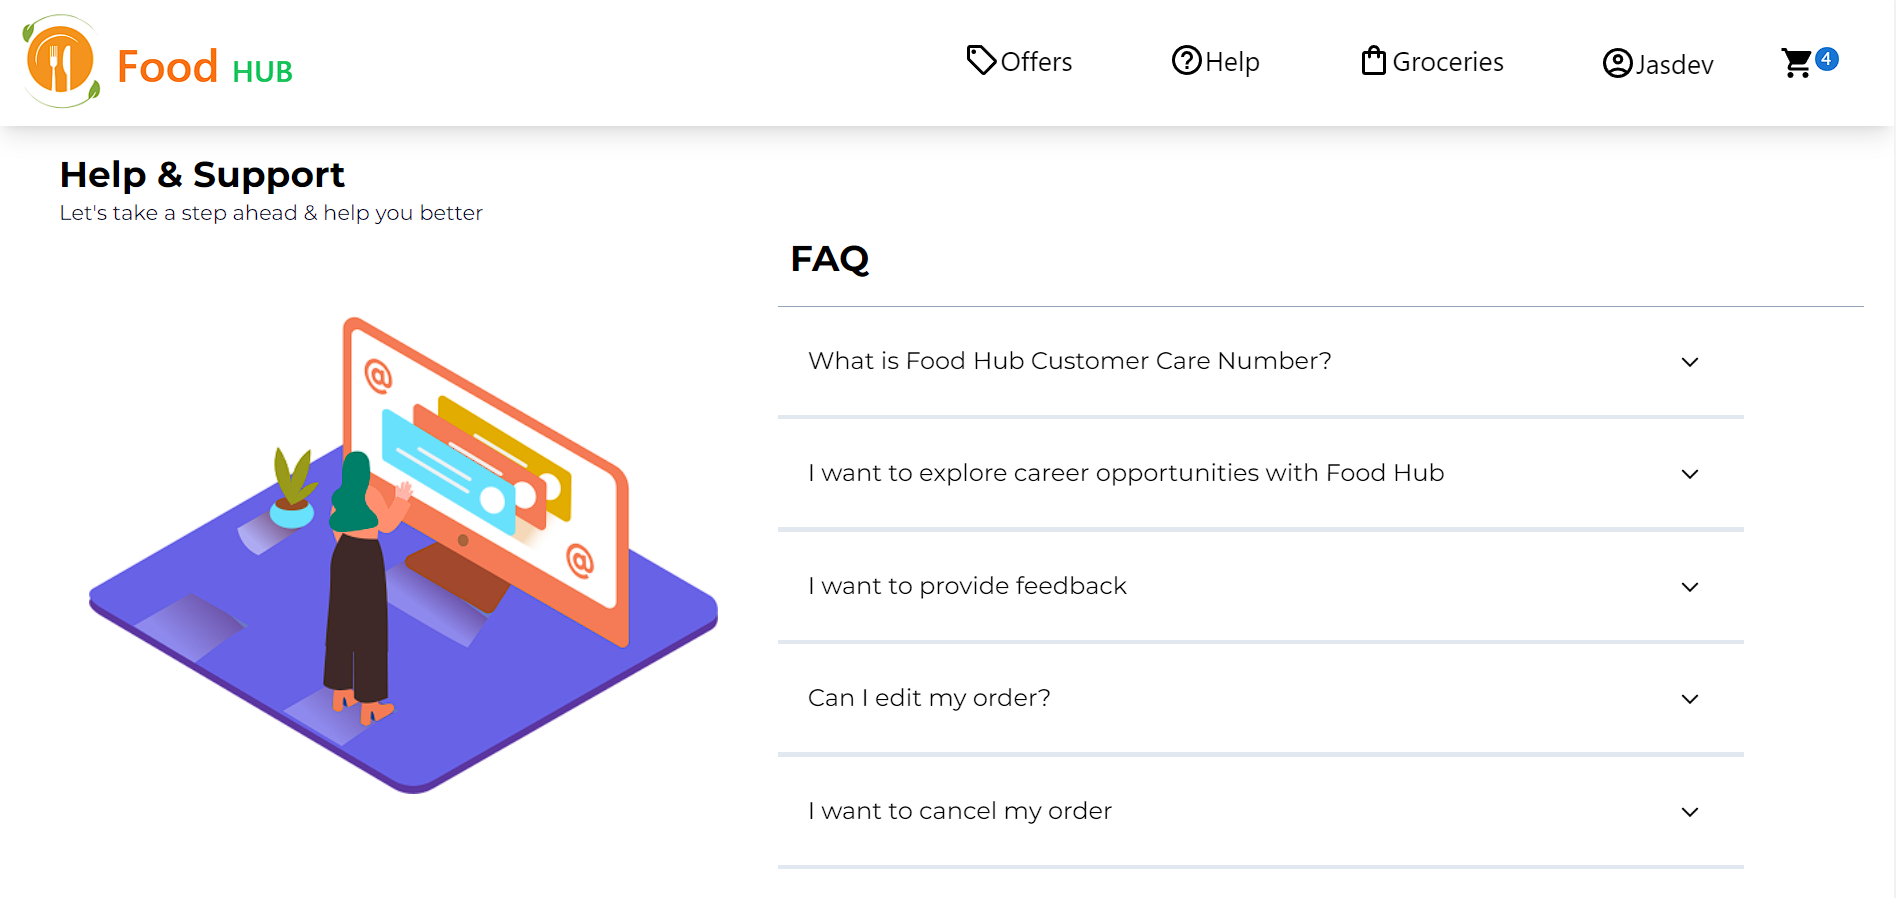 Food HUB
Offers
Help
Groceries
Jasdev
4
Help & Support
Let's take a step ahead & help you better
FAQ
What is Food Hub Customer Care Number?
I want to explore career opportunities with Food Hub
I want to provide feedback
Can I edit my order?
I want to cancel my order
@
@